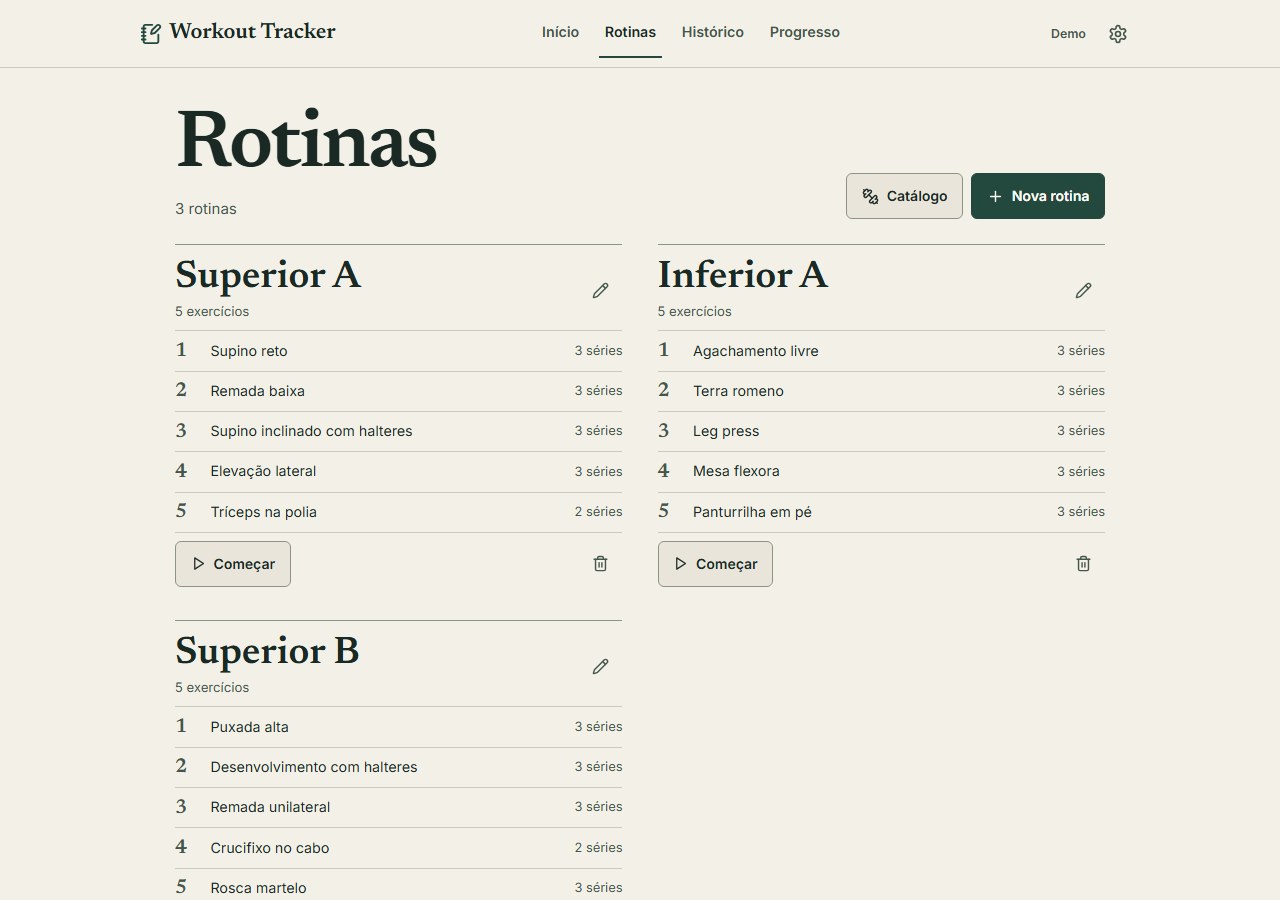 Workout Tracker
Início
Rotinas
Histórico
Progresso
Demo
Rotinas
3 rotinas
Catálogo
Nova rotina
Superior A
5 exercícios
1 Supino reto 3 séries
2 Remada baixa 3 séries
3 Supino inclinado com halteres 3 séries
4 Elevação lateral 3 séries
5 Tríceps na polia 2 séries
Começar
Inferior A
5 exercícios
1 Agachamento livre 3 séries
2 Terra romeno 3 séries
3 Leg press 3 séries
4 Mesa flexora 3 séries
5 Panturrilha em pé 3 séries
Começar
Superior B
5 exercícios
1 Puxada alta 3 séries
2 Desenvolvimento com halteres 3 séries
3 Remada unilateral 3 séries
4 Crucifixo no cabo 2 séries
5 Rosca martelo 3 séries